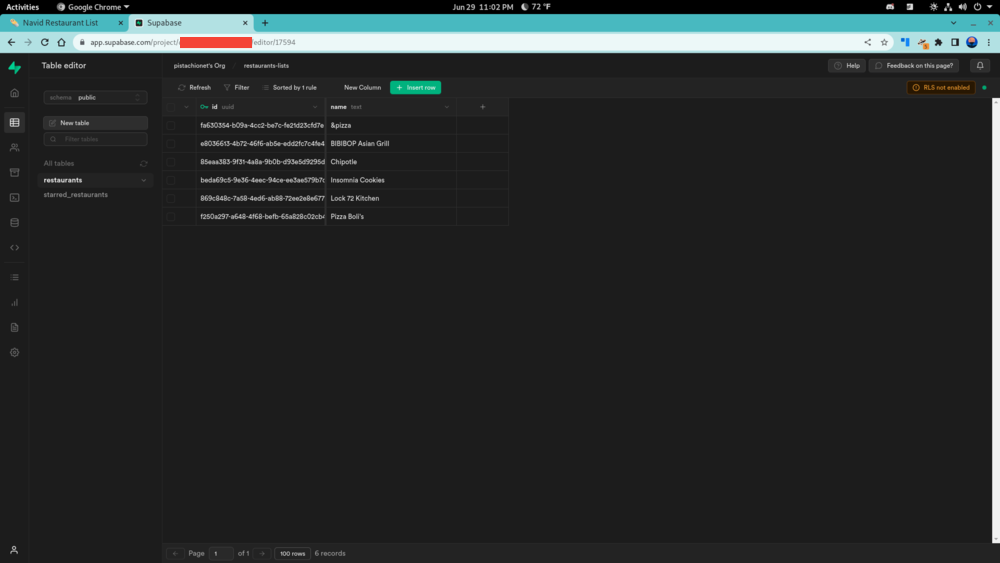 Activities Google Chrome Jun 29 11:02 PM 72 °F
Navid Restaurant List
Supabase
app.supabase.com/project/ /editor/17594
Table editor
pistachionet's Org / restaurants-lists
Help
Feedback on this page?
schema public
Refresh
Filter
Sorted by 1 rule
New Column
+ Insert row
RLS not enabled
New table
Filter tables
All tables
restaurants
starred_restaurants
id uuid
name text
+
fa630354-b09a-4cc2-be7c-fe21d23cfd7e &pizza
e8036613-4b72-46f6-ab5e-edd2fc7c4fe4 BIBIBOP Asian Grill
85eaa383-9f31-4a8a-9b0b-d93e5d9295d Chipotle
beda69c5-9e36-4eec-94ce-ee3ae579b7c Insomnia Cookies
869c848c-7a58-4ed6-ab88-72ee2e8e677 Lock 72 Kitchen
f250a297-a648-4f68-befb-65a828c02cb4 Pizza Boli's
Page 1 of 1 100 rows 6 records